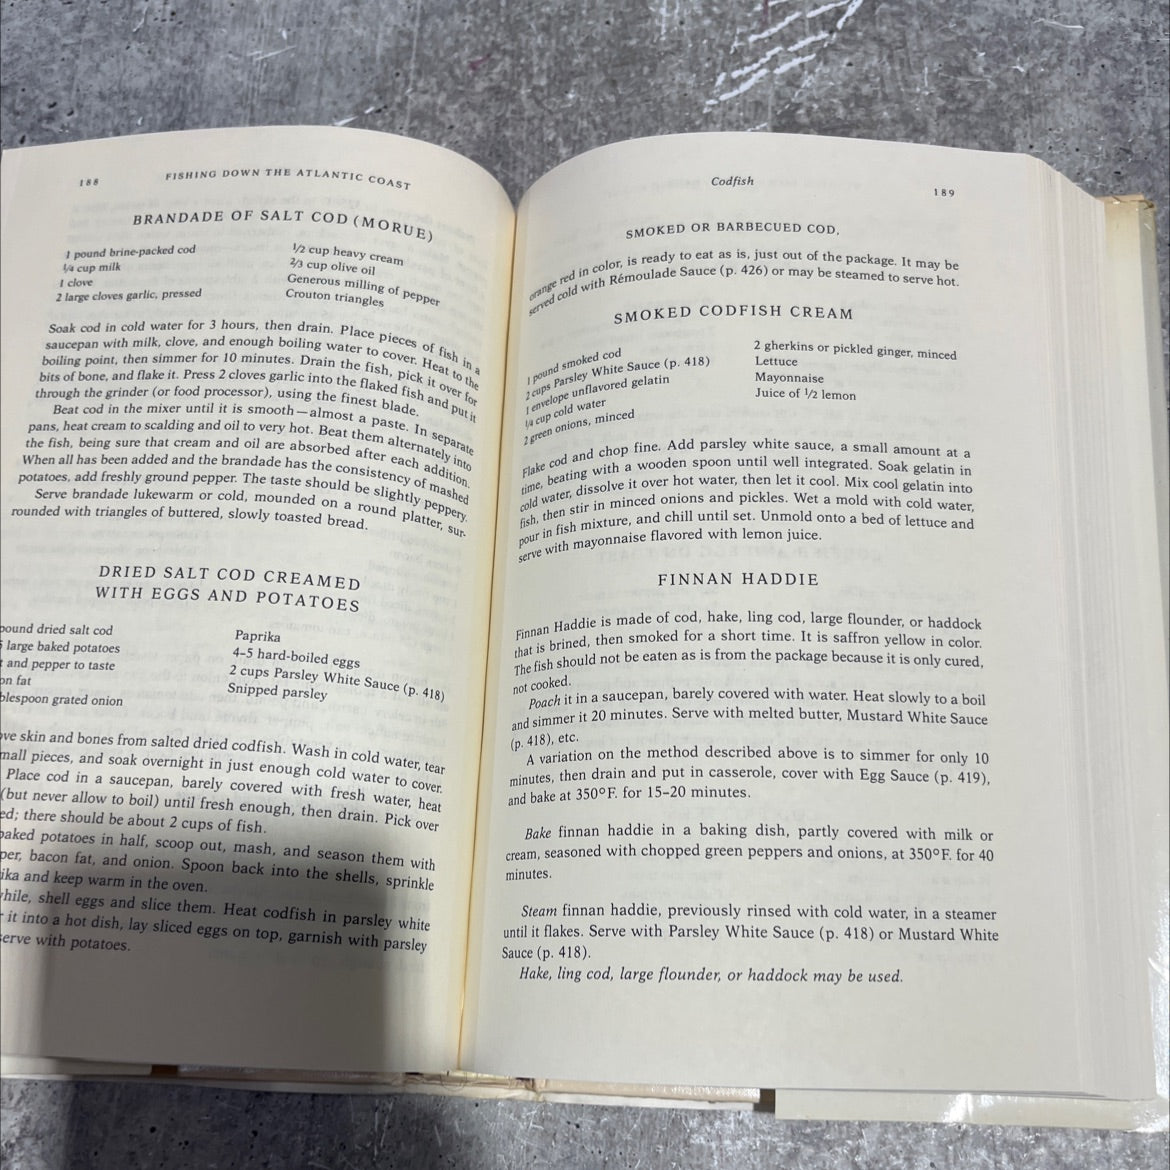 188
FISHING DOWN THE ATLANTIC COAST
BRANDADE OF SALT COD (MORUE)
1 pound brine-packed cod
1/4 cup milk
1 clove
2 large cloves garlic, pressed
1/2 cup heavy cream
2/3 cup olive oil
Generous milling of pepper
Crouton triangles
Soak cod in cold water for 3 hours, then drain. Place pieces of fish in a
saucepan with milk, clove, and enough boiling water to cover. Heat to the
boiling point, then simmer for 10 minutes. Drain the fish, pick it over for
bits of bone, and flake it. Press 2 cloves garlic into the flaked fish and put it
through the grinder (or food processor), using the finest blade.
Beat cod in the mixer until it is smooth—almost a paste. In separate
pans, heat cream to scalding and oil to very hot. Beat them alternately into
the fish, being sure that cream and oil are absorbed after each addition.
When all has been added and the brandade has the consistency of mashed
potatoes, add freshly ground pepper. The taste should be slightly peppery.
Serve brandade lukewarm or cold, mounded on a round platter, sur-
rounded with triangles of buttered, slowly toasted bread.
DRIED SALT COD CREAMED
WITH EGGS AND POTATOES
pound dried salt cod
large baked potatoes
and pepper to taste
on fat
blespoon grated onion
Paprika
4–5 hard-boiled eggs
2 cups Parsley White Sauce (p. 418)
Snipped parsley
ve skin and bones from salted dried codfish. Wash in cold water, tear
mall pieces, and soak overnight in just enough cold water to cover.
Place cod in a saucepan, barely covered with fresh water, heat
(but never allow to boil) until fresh enough, then drain. Pick over
ed; there should be about 2 cups of fish.
baked potatoes in half, scoop out, mash, and season them with
per, bacon fat, and onion. Spoon back into the shells, sprinkle
ika and keep warm in the oven.
while, shell eggs and slice them. Heat codfish in parsley white
it into a hot dish, lay sliced eggs on top, garnish with parsley
serve with potatoes.
Codfish
189
SMOKED OR BARBECUED COD,
orange red in color, is ready to eat as is, just out of the package. It may be
served cold with Rémoulade Sauce (p. 426) or may be steamed to serve hot.
SMOKED CODFISH CREAM
1 pound smoked cod
2 cups Parsley White Sauce (p. 418)
1 envelope unflavored gelatin
1/4 cup cold water
2 green onions, minced
2 gherkins or pickled ginger, minced
Lettuce
Mayonnaise
Juice of 1/2 lemon
Flake cod and chop fine. Add parsley white sauce, a small amount at a
time, beating with a wooden spoon until well integrated. Soak gelatin in
cold water, dissolve it over hot water, then let it cool. Mix cool gelatin into
fish, then stir in minced onions and pickles. Wet a mold with cold water,
pour in fish mixture, and chill until set. Unmold onto a bed of lettuce and
serve with mayonnaise flavored with lemon juice.
FINNAN HADDIE
Finnan Haddie is made of cod, hake, ling cod, large flounder, or haddock
that is brined, then smoked for a short time. It is saffron yellow in color.
The fish should not be eaten as is from the package because it is only cured,
not cooked.
Poach it in a saucepan, barely covered with water. Heat slowly to a boil
and simmer it 20 minutes. Serve with melted butter, Mustard White Sauce
(p. 418), etc.
A variation on the method described above is to simmer for only 10
minutes, then drain and put in casserole, cover with Egg Sauce (p. 419),
and bake at 350°F. for 15–20 minutes.
Bake finnan haddie in a baking dish, partly covered with milk or
cream, seasoned with chopped green peppers and onions, at 350°F. for 40
minutes.
Steam finnan haddie, previously rinsed with cold water, in a steamer
until it flakes. Serve with Parsley White Sauce (p. 418) or Mustard White
Sauce (p. 418).
Hake, ling cod, large flounder, or haddock may be used.